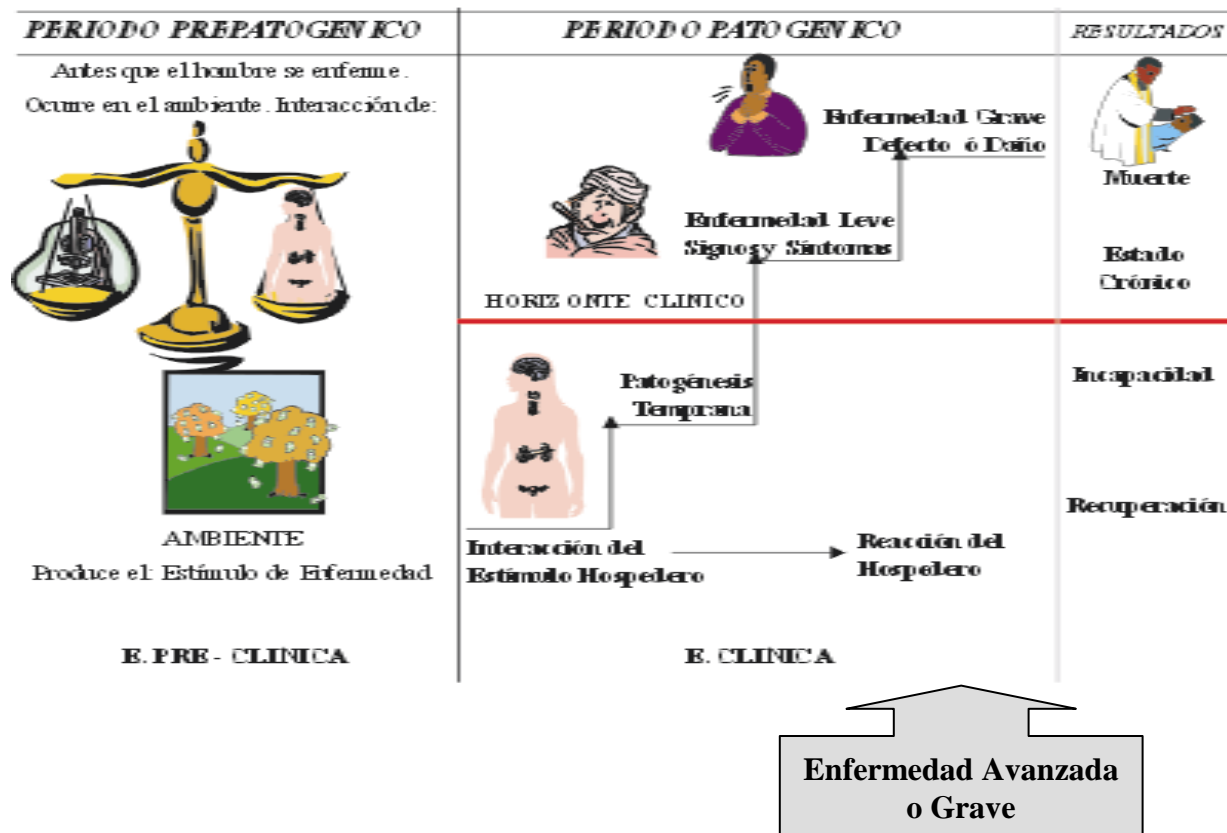 PERIODO PREPATOGENICO
Antes que el hombre se enferme.
Ocurre en el ambiente. Interacción de:
AMBIENTE
Produce el: Estímulo de Enfermedad
E. PRE - CLINICA
PERIODO PATOGENICO
Enfermedad Grave
Defecto ó Daño
Enfermedad Leve
Signos y Síntomas
HORIZONTE CLINICO
Patogénesis
Temprana
Interacción del
Estímulo Hospedero
Reacción del
Hospedero
E. CLINICA
RESULTADOS
Muerte
Estado
Crónico
Incapacidad
Recuperación
Enfermedad Avanzada
o Grave